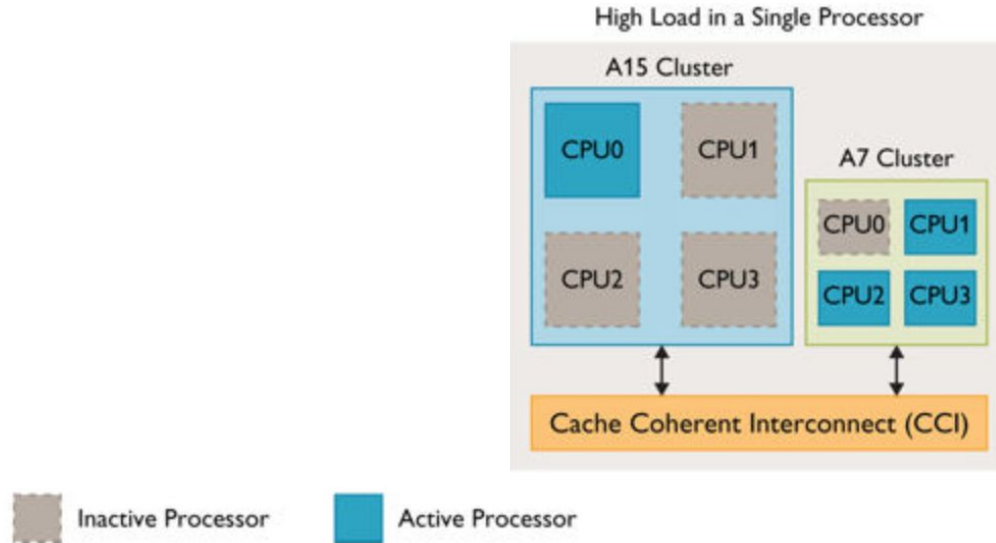 High Load in a Single Processor
A15 Cluster
CPU0
CPU1
CPU2
CPU3
A7 Cluster
CPU0
CPU1
CPU2
CPU3
Cache Coherent Interconnect (CCI)
Inactive Processor
Active Processor